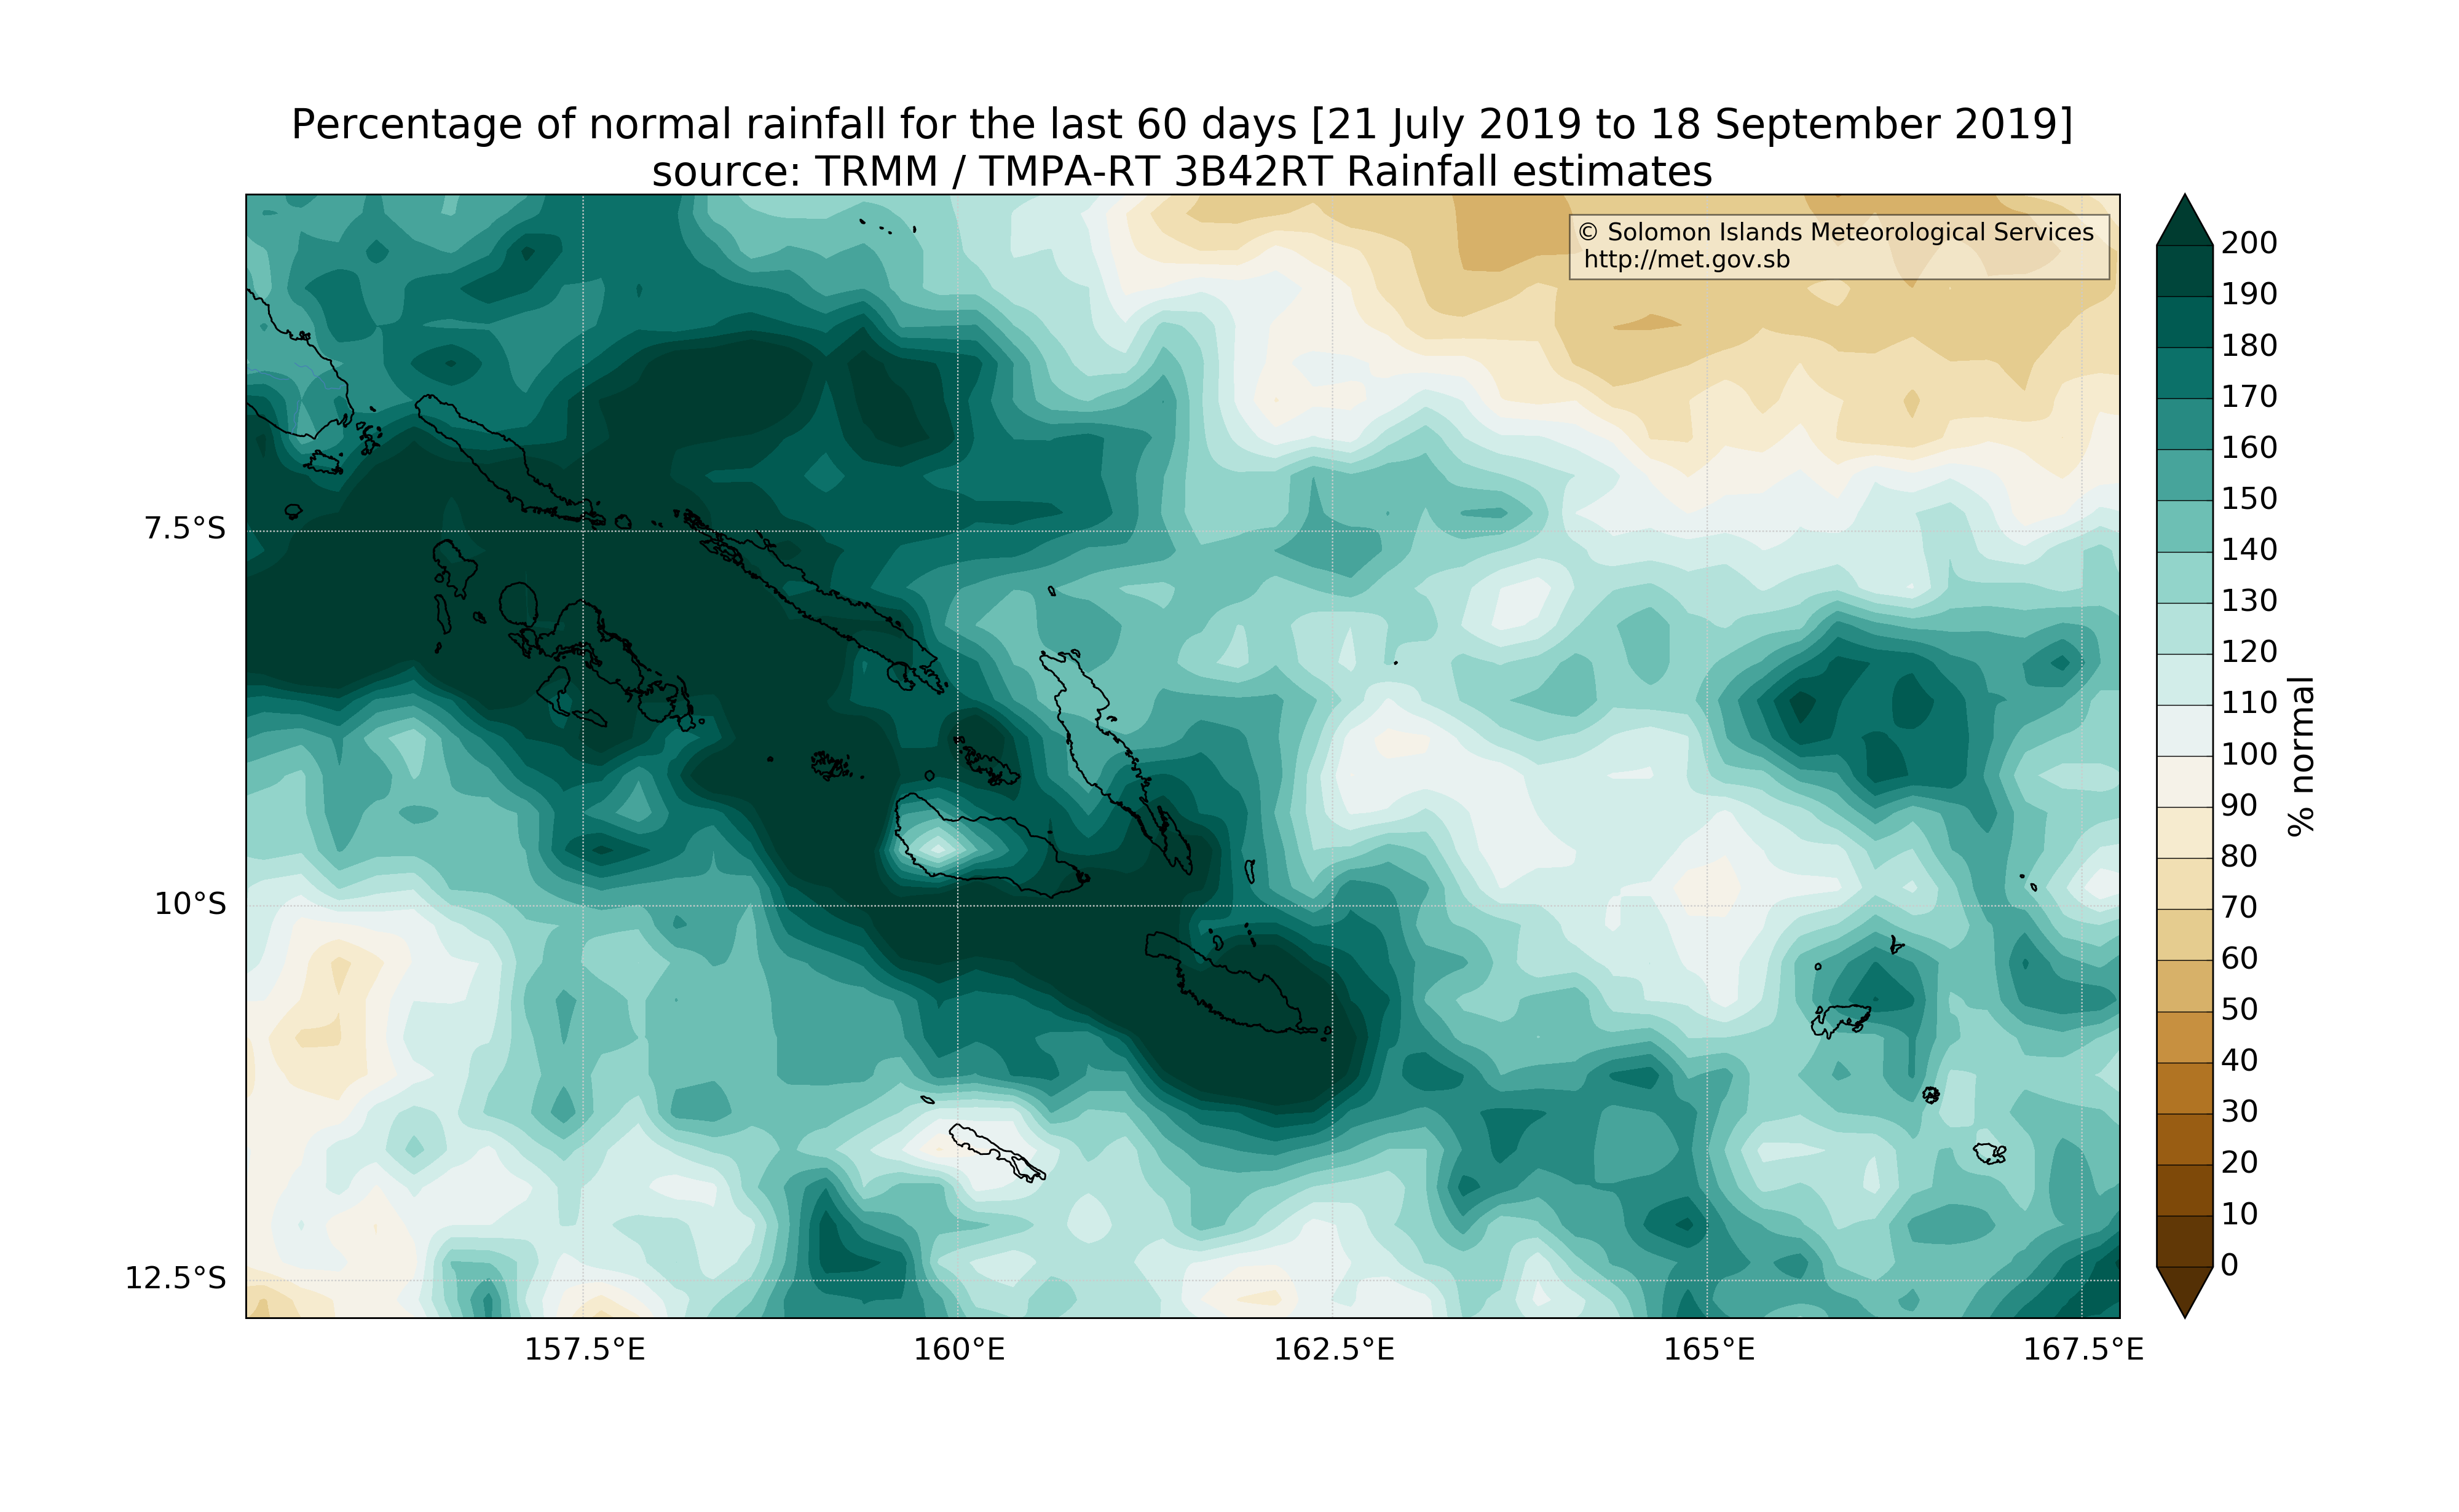 Percentage of normal rainfall for the last 60 days [21 July 2019 to 18 September 2019]
source: TRMM / TMPA-RT 3B42RT Rainfall estimates
© Solomon Islands Meteorological Services
http://met.gov.sb
7.5°S
10°S
12.5°S
157.5°E
160°E
162.5°E
165°E
167.5°E
200
190
180
170
160
150
140
130
120
110
100
90
80
70
60
50
40
30
20
10
0
% normal